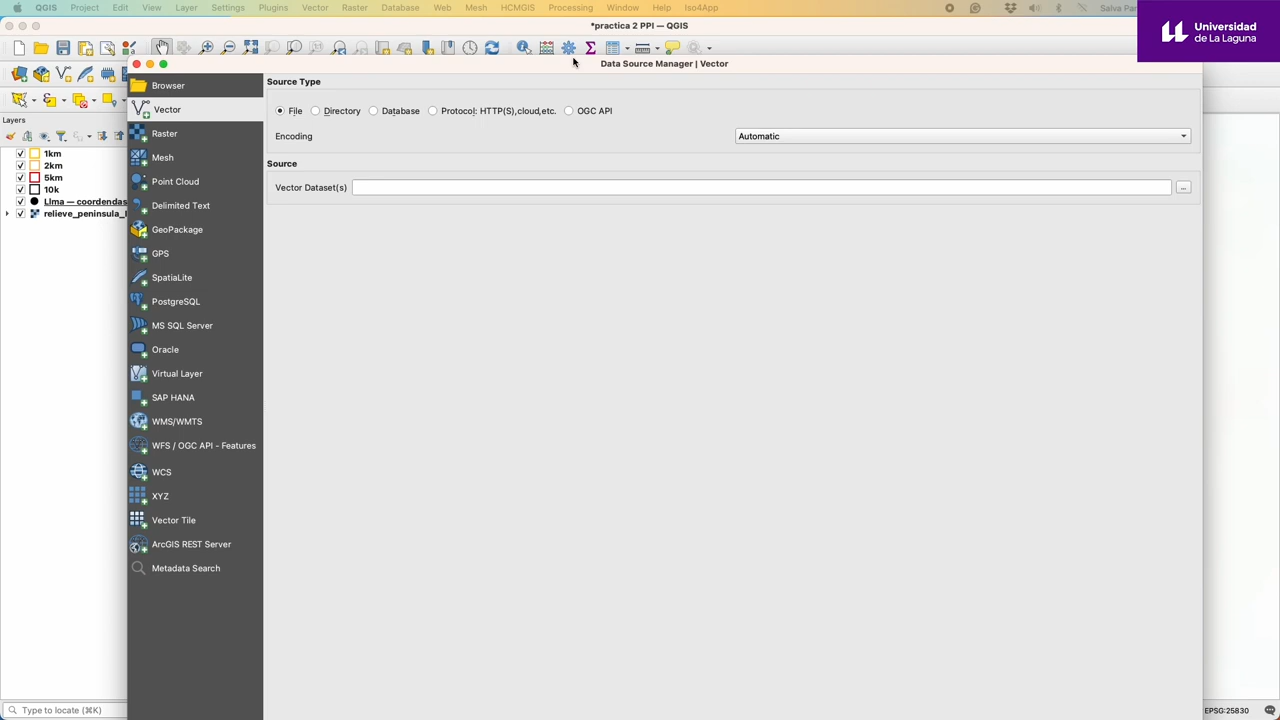 QGIS Project Edit View Layer Settings Plugins Vector Raster Database Web Mesh HCMGIS Processing Window Help Iso4App
*practica 2 PPI — QGIS
Universidad
de La Laguna
Data Source Manager | Vector
Layers
1km
2km
5km
10k
LIma — coordendas
relieve_peninsula_
Type to locate (⌘K)
Browser
Vector
Raster
Mesh
Point Cloud
Delimited Text
GeoPackage
GPS
SpatiaLite
PostgreSQL
MS SQL Server
Oracle
Virtual Layer
SAP HANA
WMS/WMTS
WFS / OGC API - Features
WCS
XYZ
Vector Tile
ArcGIS REST Server
Metadata Search
Source Type
File Directory Database Protocol: HTTP(S),cloud,etc. OGC API
Encoding Automatic
Source
Vector Dataset(s) ...
EPSG:25830